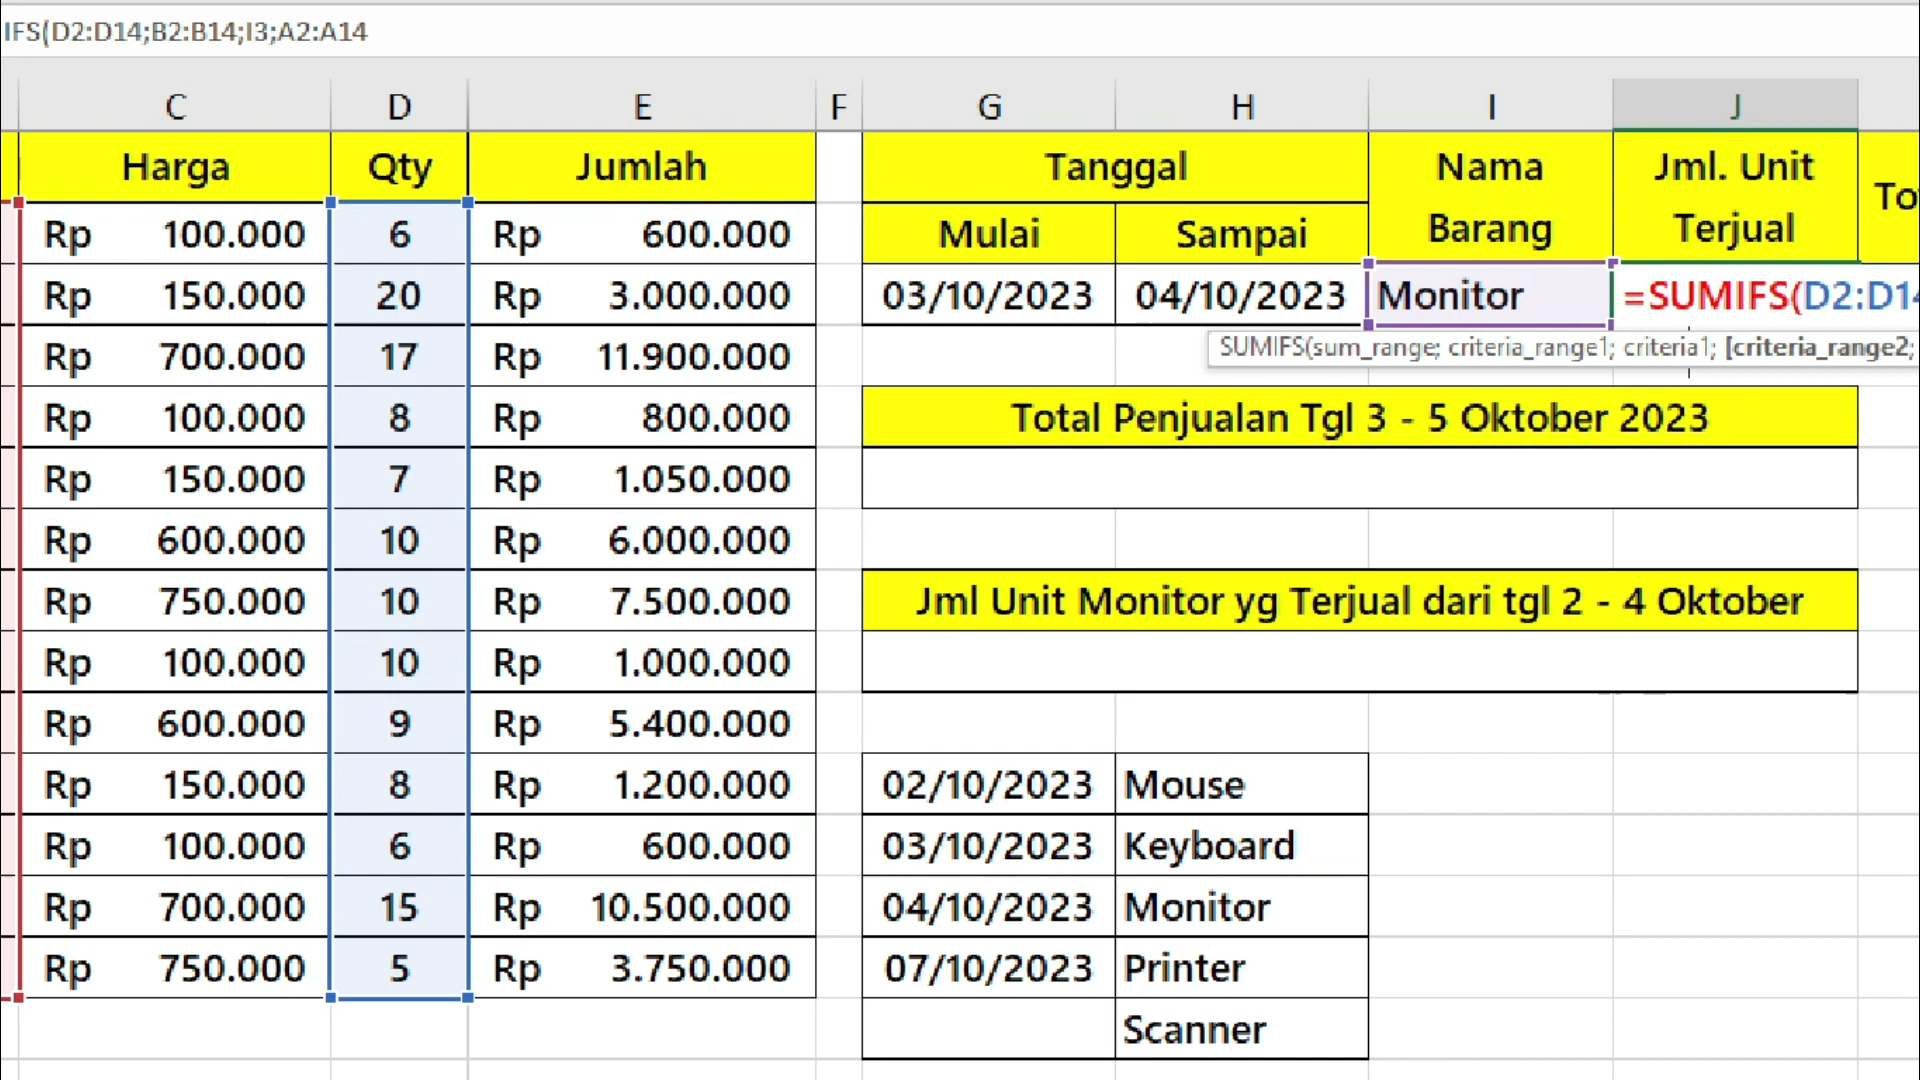 IFS(D2:D14;B2:B14;I3;A2:A14
C D E F G H I J
Harga Qty Jumlah Tanggal Nama Barang Jml. Unit Terjual
Rp 100.000 6 Rp 600.000 Mulai Sampai
Rp 150.000 20 Rp 3.000.000 03/10/2023 04/10/2023 Monitor =SUMIFS(D2:D14
SUMIFS(sum_range; criteria_range1; criteria1; [criteria_range2;
Rp 700.000 17 Rp 11.900.000
Rp 100.000 8 Rp 800.000 Total Penjualan Tgl 3 - 5 Oktober 2023
Rp 150.000 7 Rp 1.050.000
Rp 600.000 10 Rp 6.000.000
Rp 750.000 10 Rp 7.500.000 Jml Unit Monitor yg Terjual dari tgl 2 - 4 Oktober
Rp 100.000 10 Rp 1.000.000
Rp 600.000 9 Rp 5.400.000
Rp 150.000 8 Rp 1.200.000 02/10/2023 Mouse
Rp 100.000 6 Rp 600.000 03/10/2023 Keyboard
Rp 700.000 15 Rp 10.500.000 04/10/2023 Monitor
Rp 750.000 5 Rp 3.750.000 07/10/2023 Printer
Scanner